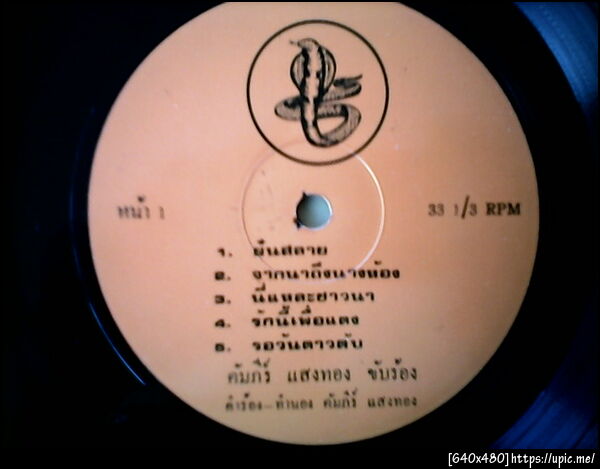 หน้า 1
33 1/3 RPM
1. ฝันสลาย
2. จากนาถึงนางห้อง
3. นี่แหละชาวนา
4. รักนี้เพื่อแตง
5. รอวันดาวดับ
คัมภีร์ แสงทอง ขับร้อง
คำร้อง-ทำนอง คัมภีร์ แสงทอง
[640x480]https://upic.me/